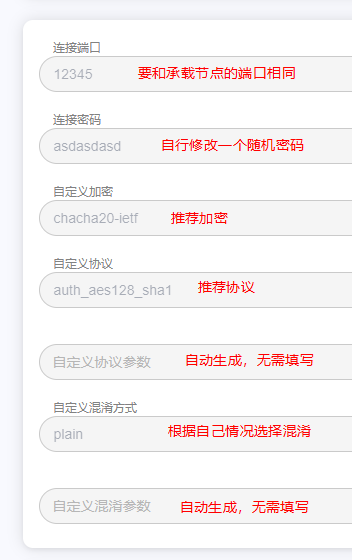 连接端口
12345 要和承载节点的端口相同
连接密码
asdasdasd 自行修改一个随机密码
自定义加密
chacha20-ietf 推荐加密
自定义协议
auth_aes128_sha1 推荐协议
自定义协议参数 自动生成，无需填写
自定义混淆方式
plain 根据自己情况选择混淆
自定义混淆参数 自动生成，无需填写